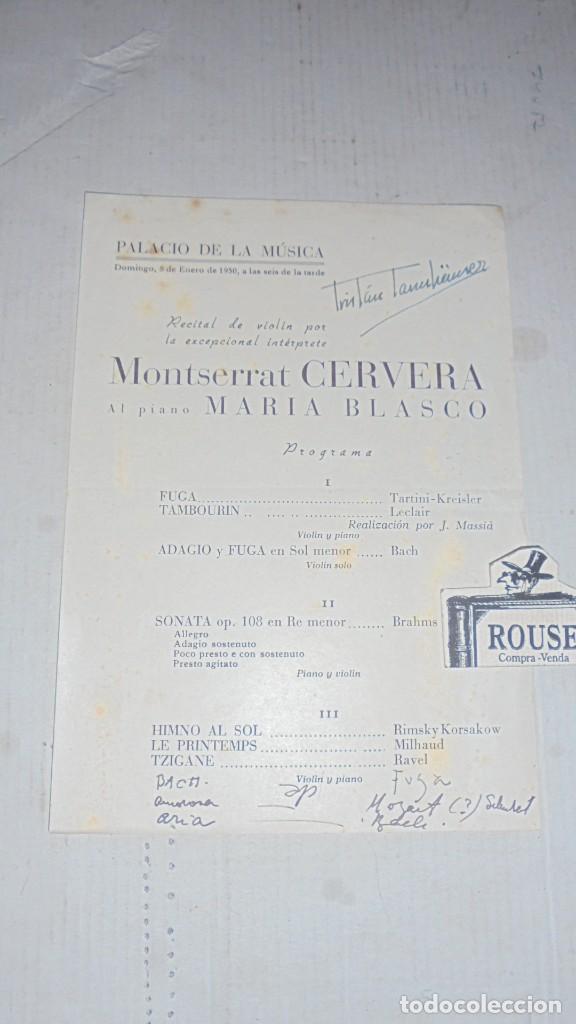 PALACIO DE LA MÚSICA
Domingo, 8 de Enero de 1950, a las seis de la tarde
Tristán Tannhäuser
Recital de violín por
la excepcional intérprete
Montserrat CERVERA
Al piano MARIA BLASCO
Programa
I
FUGA........ Tartini-Kreisler
TAMBOURIN........ Leclair
Realización por J. Massià
Violín y piano
ADAGIO y FUGA en Sol menor...... Bach
Violín solo
II
SONATA op. 108 en Re menor........ Brahms
Allegro
Adagio sostenuto
Poco presto e con sostenuto
Presto agitato
Piano y violín
III
HIMNO AL SOL........ Rimsky Korsakow
LE PRINTEMPS........ Milhaud
TZIGANE........ Ravel
Violín y piano
BACH
amorosa
aria
Fuga
Mozart (?)
Bach.
ROUSE
Compra-Venda
todocoleccion